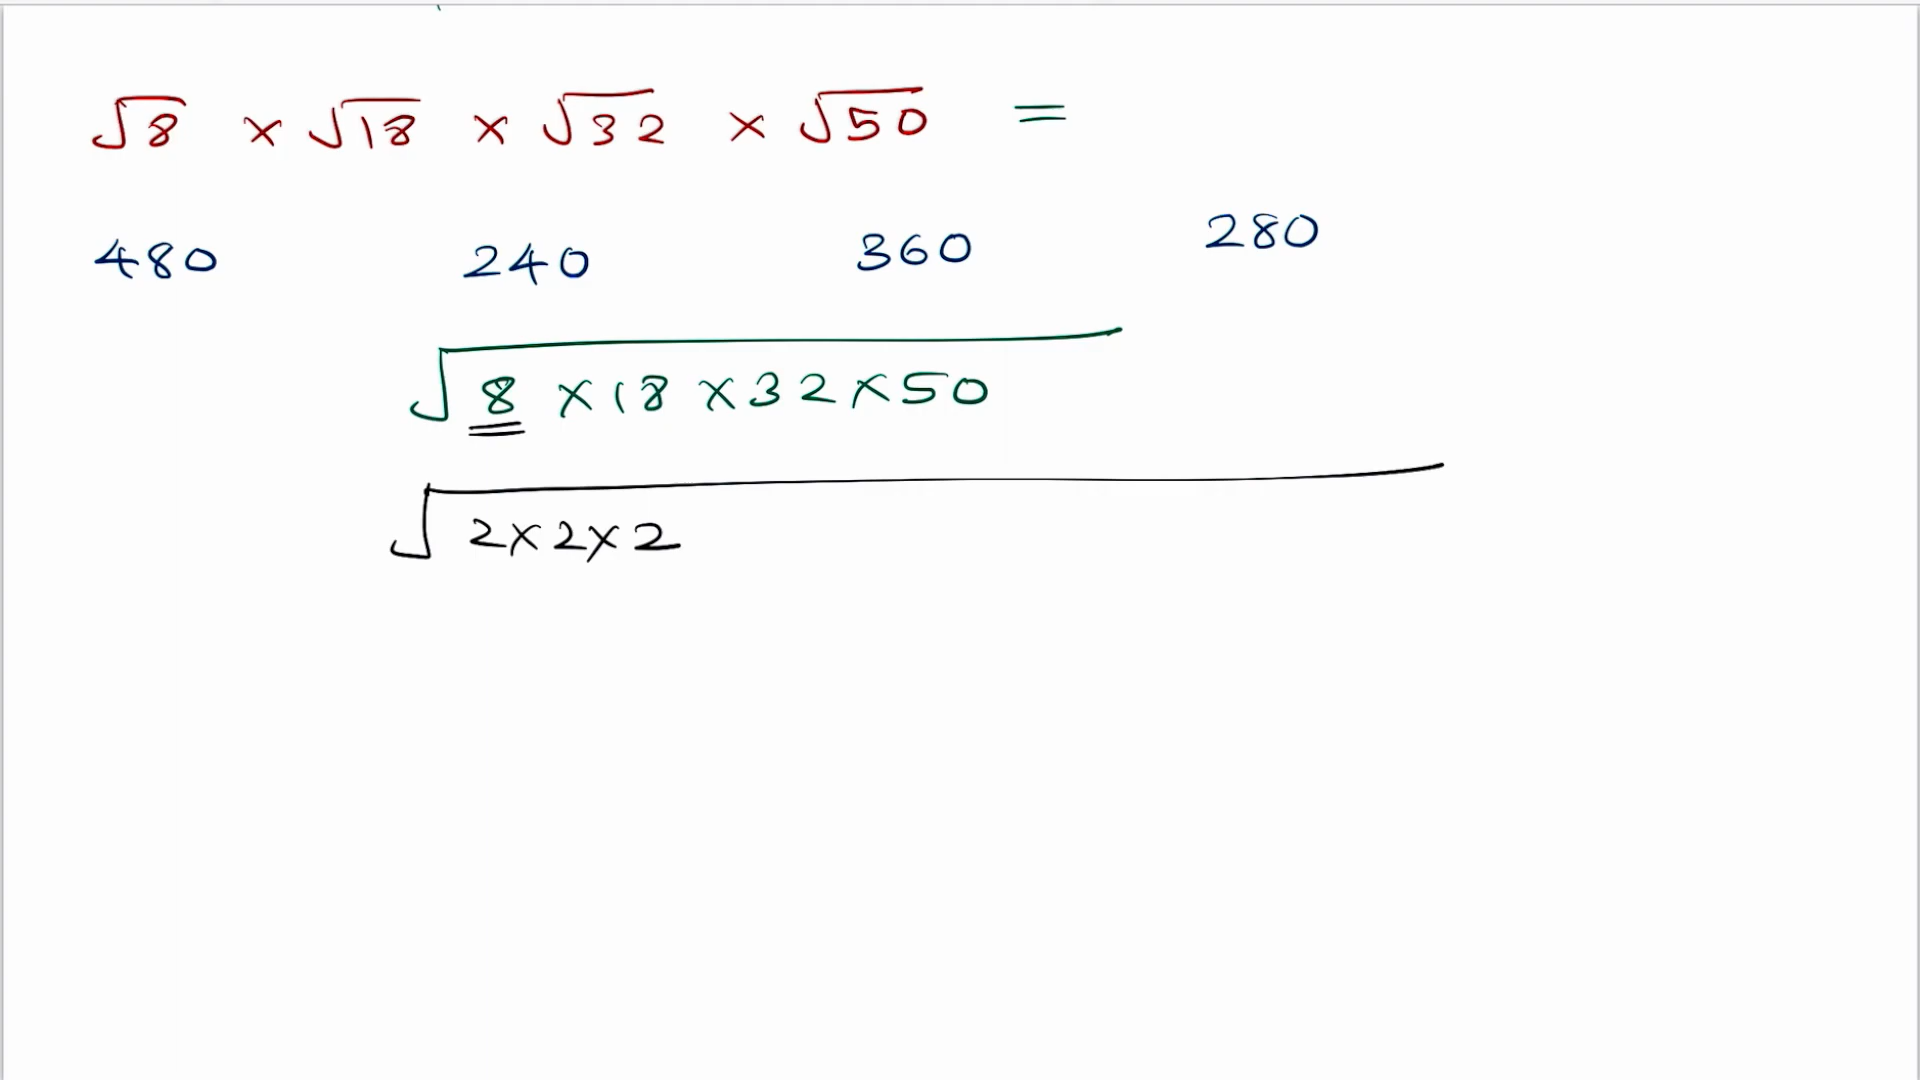 √8 × √18 × √32 × √50 =
480 240 360 280
√8 × 18 × 32 × 50
√2 × 2 × 2